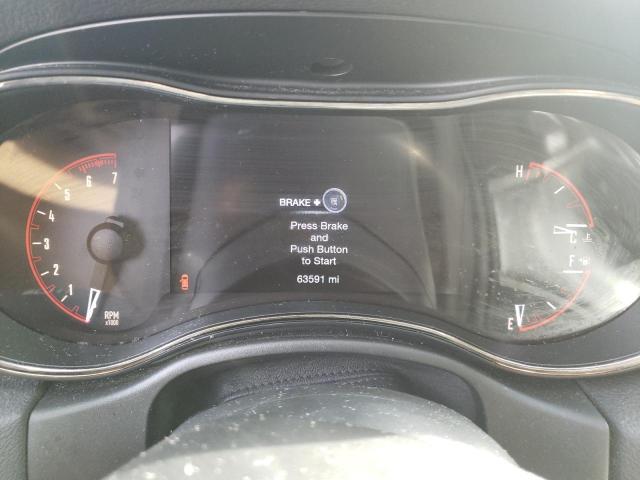 5 6 7
4
3
2
1
RPM
x1000
BRAKE +
Press Brake
and
Push Button
to Start
63591 mi
H
C
F
E